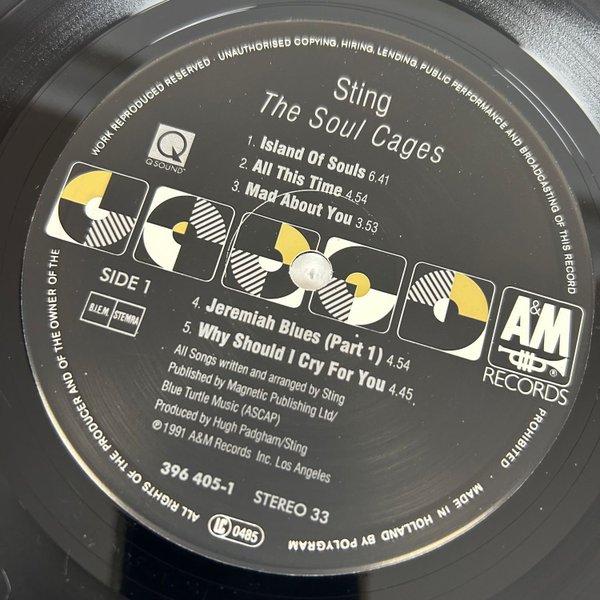 WORK REPRODUCED RESERVED · UNAUTHORISED COPYING, HIRING, LENDING, PUBLIC PERFORMANCE AND BROADCASTING OF THIS RECORD
PROHIBITED · MADE IN HOLLAND BY POLYGRAM
ALL RIGHTS OF THE PRODUCER AND OF THE OWNER OF THE
Sting
The Soul Cages
Q
QSOUND™
1. Island Of Souls 6.41
2. All This Time 4.54
3. Mad About You 3.53
SIDE 1
B.I.E.M. STEMRA
A&M
®
RECORDS
4. Jeremiah Blues (Part 1) 4.54
5. Why Should I Cry For You 4.45
All Songs written and arranged by Sting
Published by Magnetic Publishing Ltd/
Blue Turtle Music (ASCAP)
Produced by Hugh Padgham/Sting
℗ 1991 A&M Records Inc. Los Angeles
396 405-1 STEREO 33
LC 0485